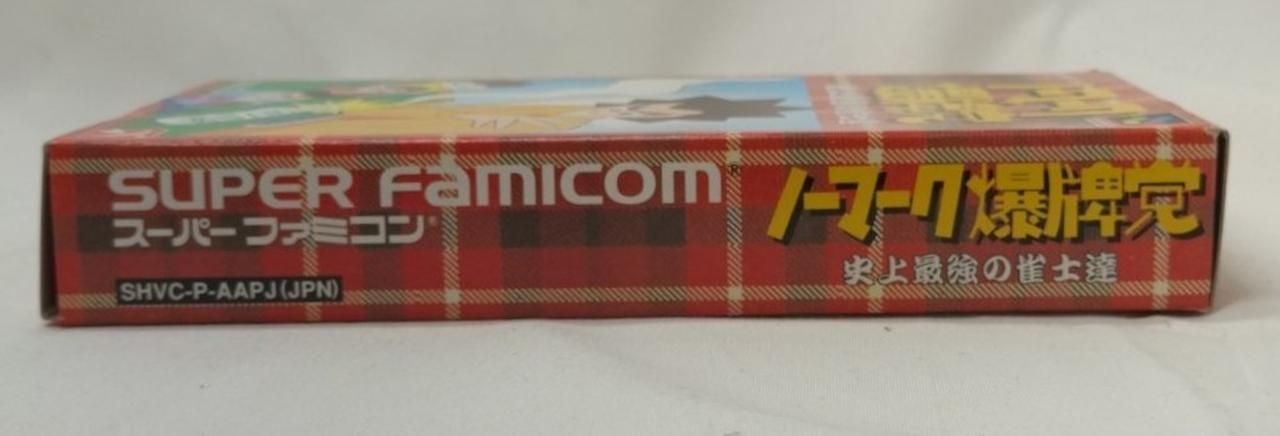 SUPER FAMICOM®
スーパーファミコン®
SHVC-P-AAPJ(JPN)
ノーマーク爆牌党
史上最強の雀士達